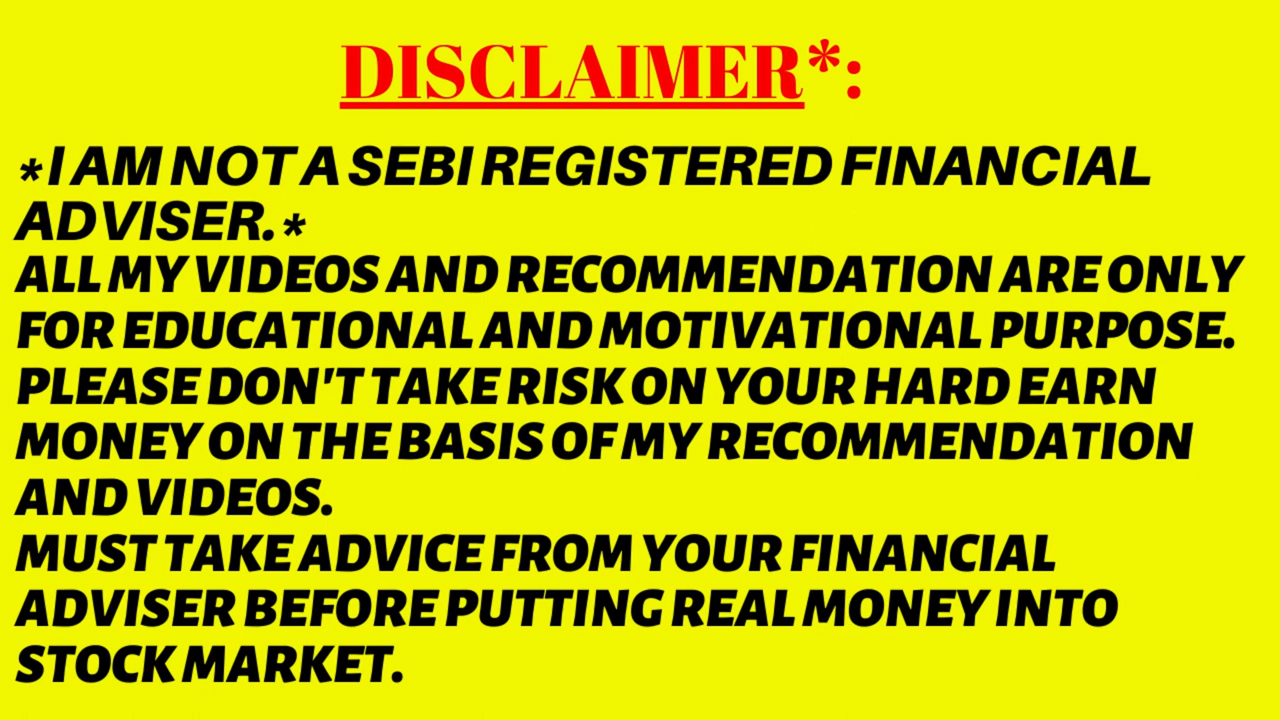 DISCLAIMER*:
*I AM NOT A SEBI REGISTERED FINANCIAL
ADVISER.*
ALL MY VIDEOS AND RECOMMENDATION ARE ONLY
FOR EDUCATIONAL AND MOTIVATIONAL PURPOSE.
PLEASE DON'T TAKE RISK ON YOUR HARD EARN
MONEY ON THE BASIS OF MY RECOMMENDATION
AND VIDEOS.
MUST TAKE ADVICE FROM YOUR FINANCIAL
ADVISER BEFORE PUTTING REAL MONEY INTO
STOCK MARKET.